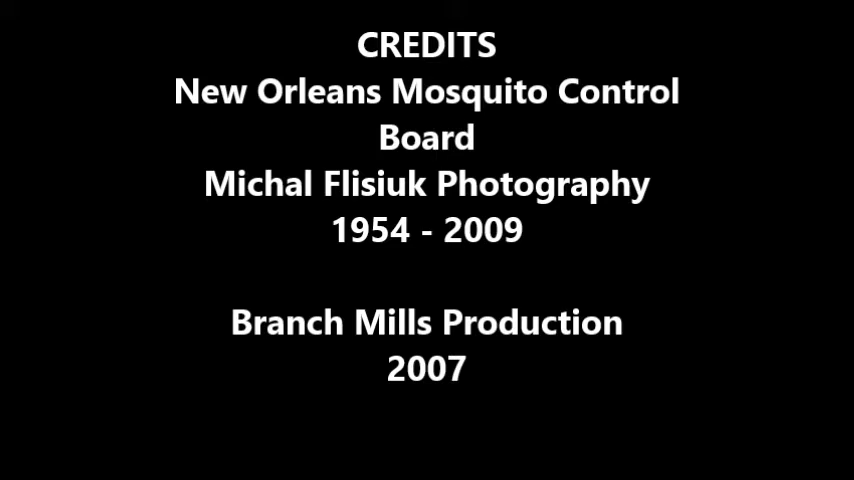 CREDITS
New Orleans Mosquito Control
Board
Michal Flisiuk Photography
1954 - 2009
Branch Mills Production
2007